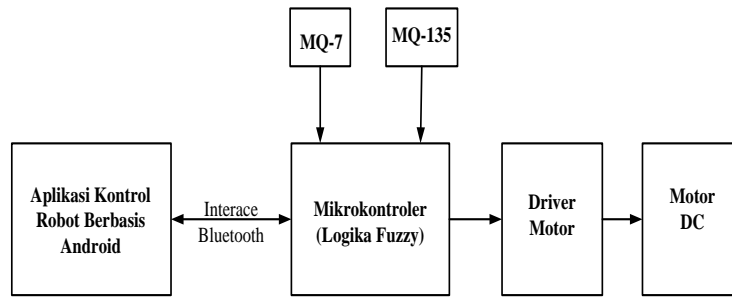 MQ-7
MQ-135
Aplikasi Kontrol
Robot Berbasis
Android
Interace
Bluetooth
Mikrokontroler
(Logika Fuzzy)
Driver
Motor
Motor
DC